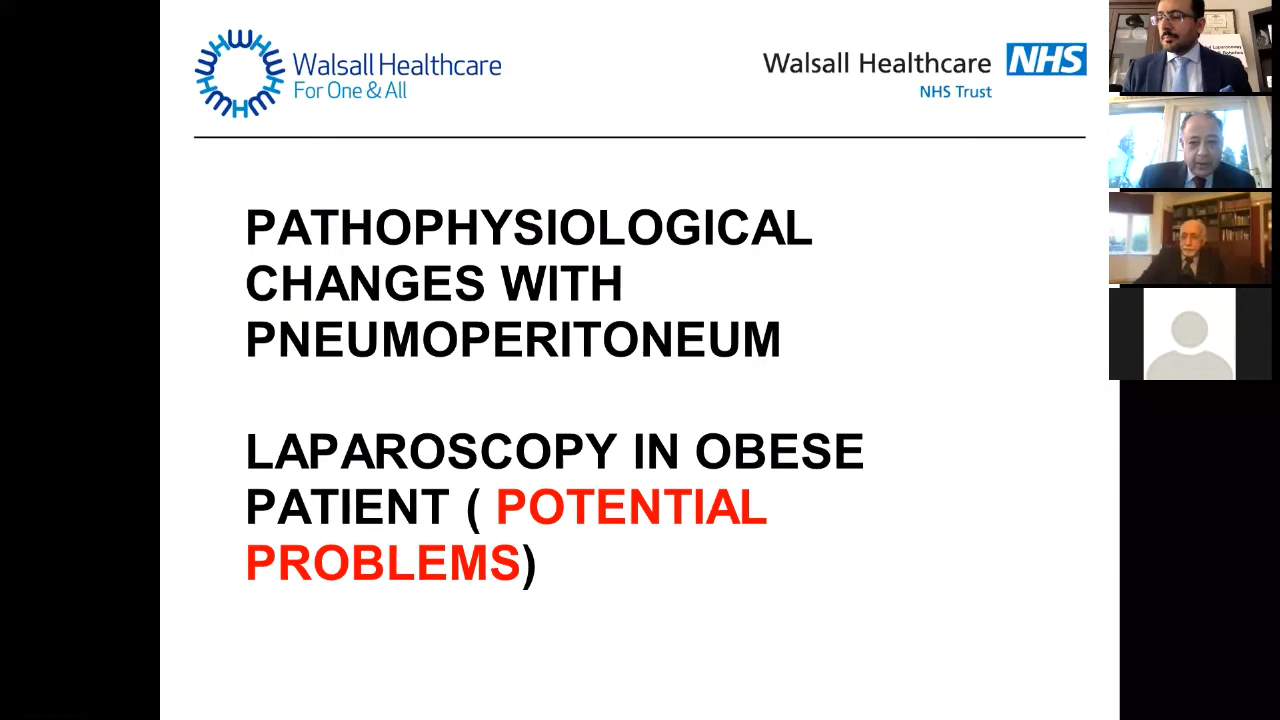 Walsall Healthcare
For One & All
Walsall Healthcare NHS
NHS Trust
PATHOPHYSIOLOGICAL
CHANGES WITH
PNEUMOPERITONEUM
LAPAROSCOPY IN OBESE
PATIENT ( POTENTIAL
PROBLEMS)